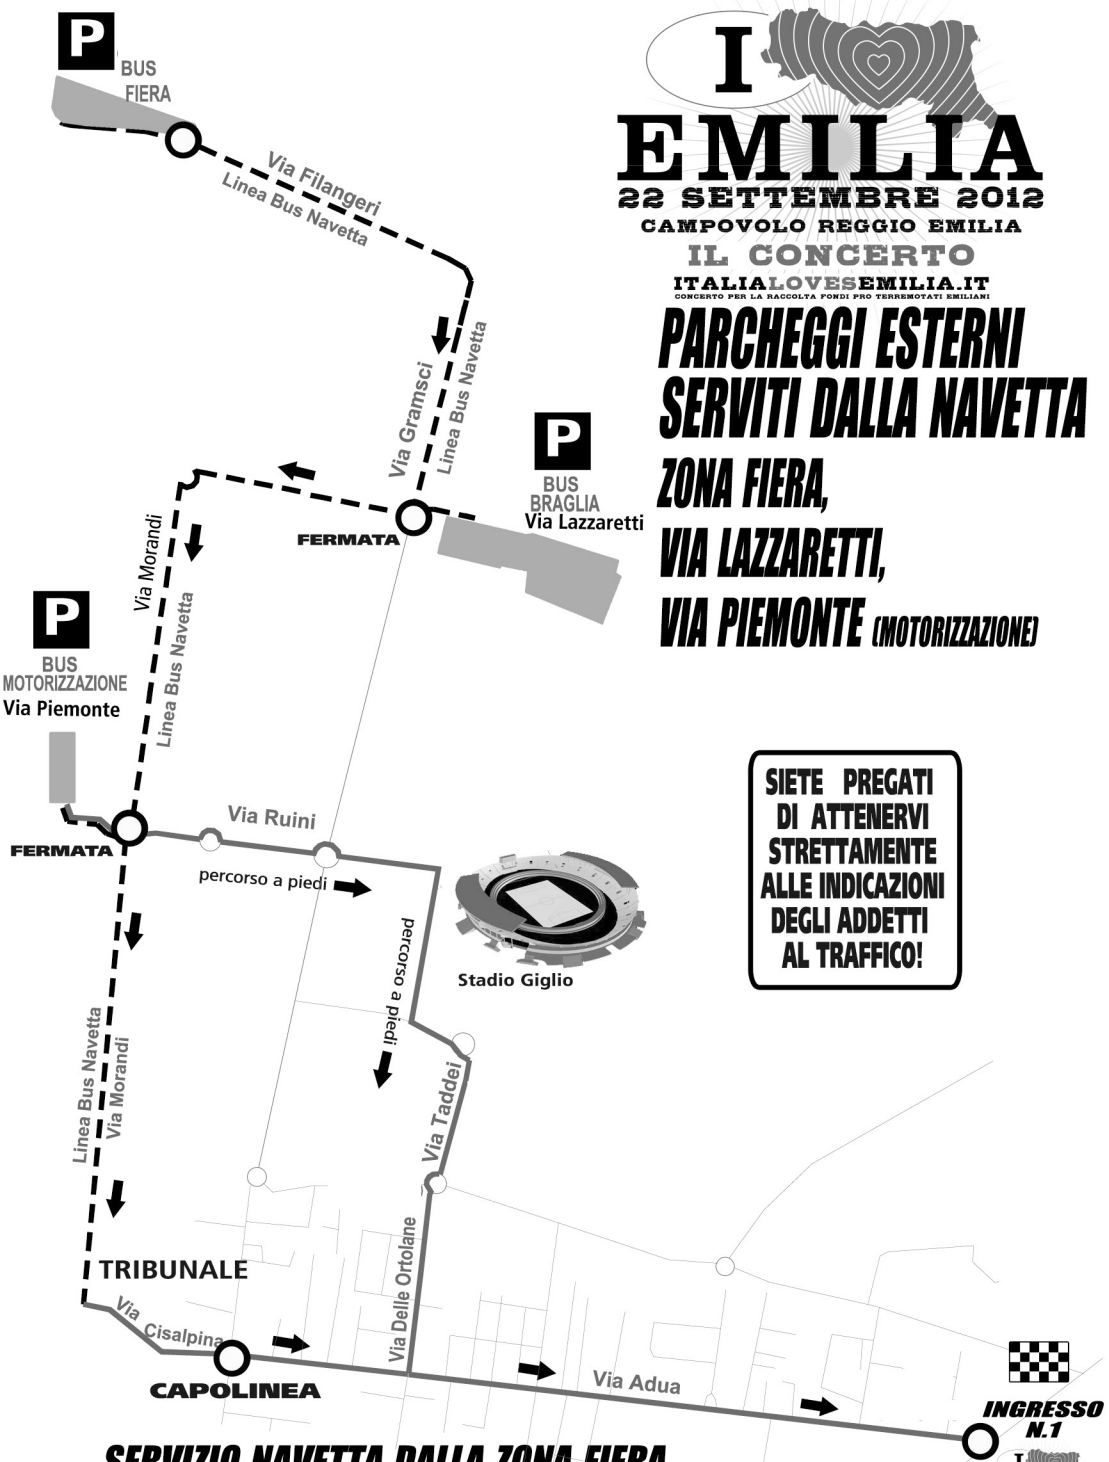 P
BUS
FIERA
Via Filangeri
Linea Bus Navetta
I
EMILIA
22 SETTEMBRE 2012
CAMPOVOLO REGGIO EMILIA
IL CONCERTO
ITALIALOVESEMILIA.IT
CONCERTO PER LA RACCOLTA FONDI PRO TERREMOTATI EMILIANI
PARCHEGGI ESTERNI
SERVITI DALLA NAVETTA
ZONA FIERA,
VIA LAZZARETTI,
VIA PIEMONTE (MOTORIZZAZIONE)
Via Gramsci
Linea Bus Navetta
P
BUS
BRAGLIA
Via Lazzaretti
FERMATA
Via Morandi
Linea Bus Navetta
P
BUS
MOTORIZZAZIONE
Via Piemonte
FERMATA
Via Ruini
percorso a piedi
percorso a piedi
Stadio Giglio
SIETE PREGATI
DI ATTENERVI
STRETTAMENTE
ALLE INDICAZIONI
DEGLI ADDETTI
AL TRAFFICO!
Linea Bus Navetta
Via Morandi
Via Taddei
Via Delle Ortolane
TRIBUNALE
Via
Cisalpina
CAPOLINEA
Via Adua
INGRESSO
N.1
I
SERVIZIO NAVETTA DALLA ZONA FIERA